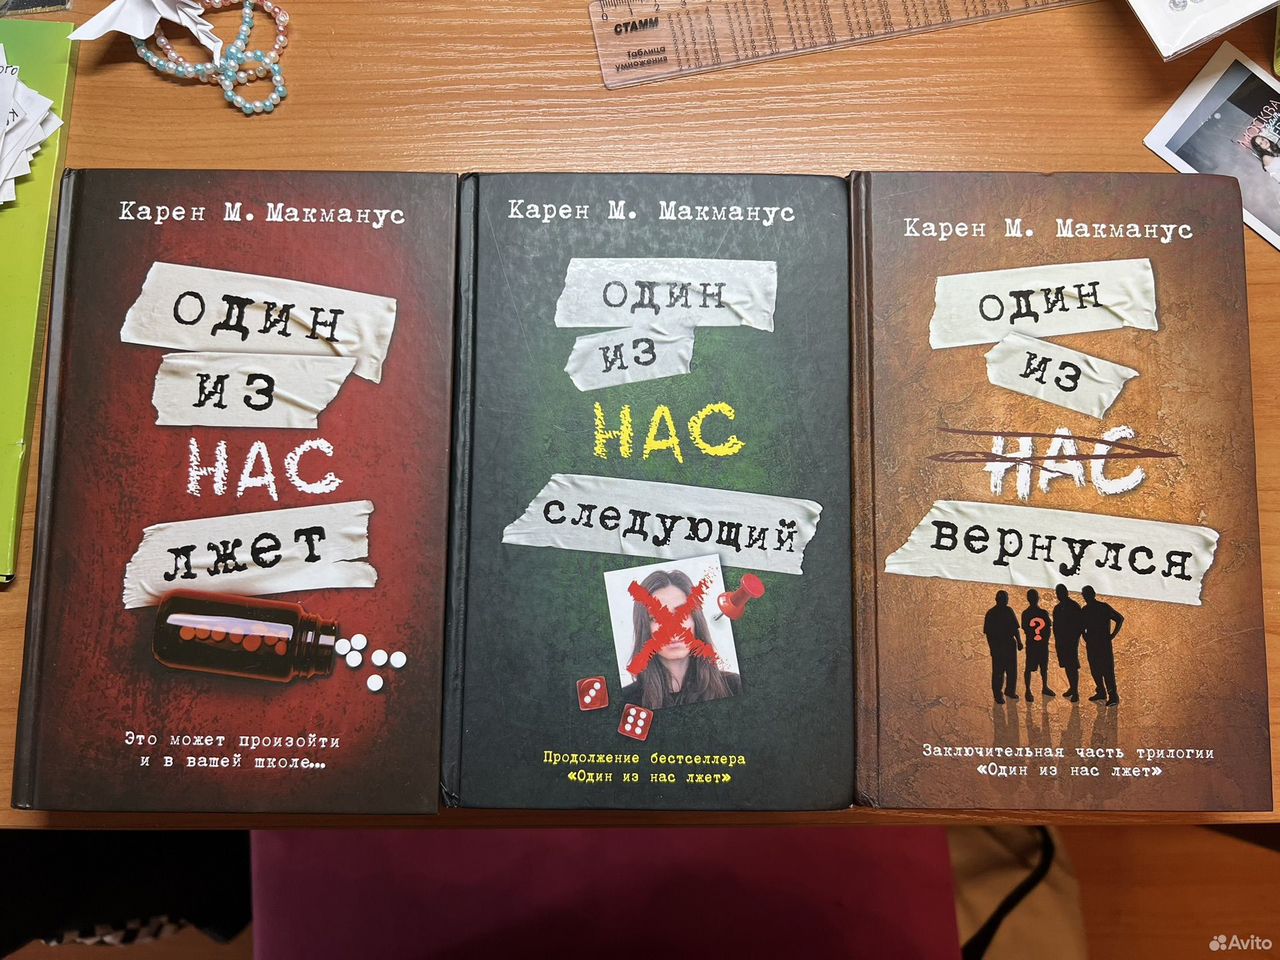 СТАММ
Таблица
умножения
ого
МОСКВА
Карен М. Макманус
один
из
нас
лжет
Это может произойти
и в вашей школе...
Карен М. Макманус
один
из
нас
следующий
Продолжение бестселлера
«Один из нас лжет»
Карен М. Макманус
один
из
нас
вернулся
?
Заключительная часть трилогии
«Один из нас лжет»
Avito